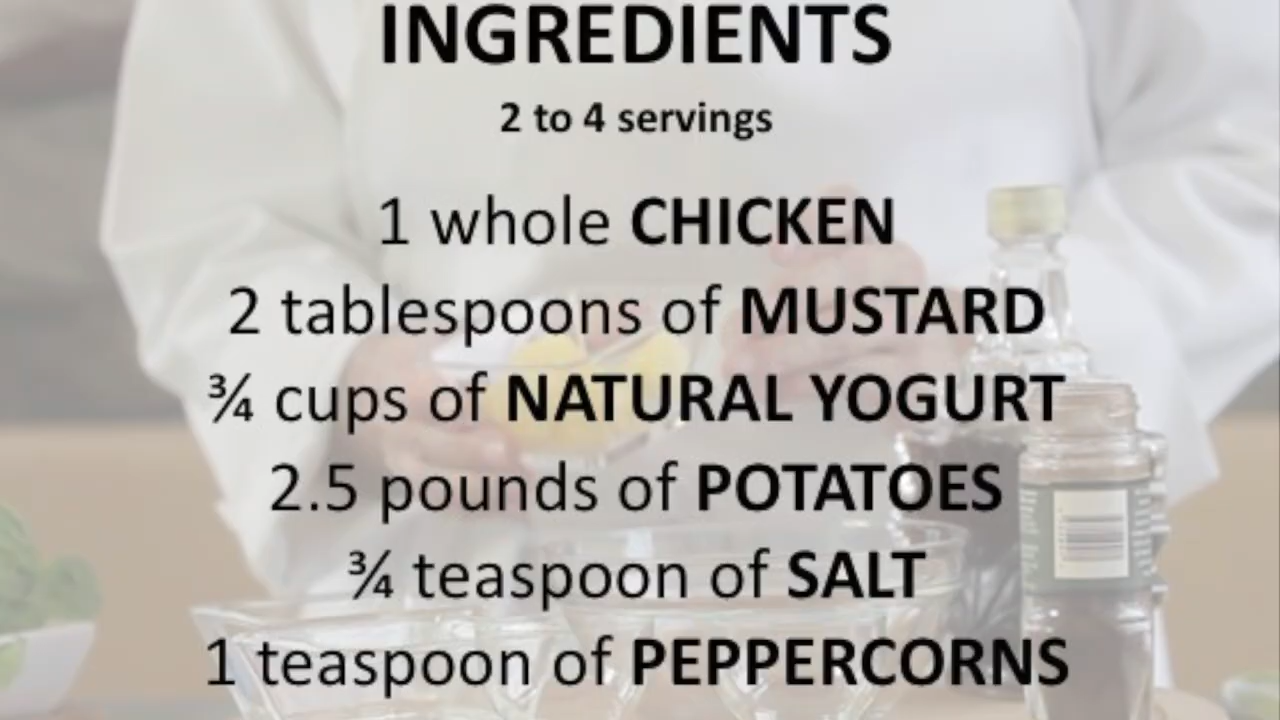 INGREDIENTS
2 to 4 servings
1 whole CHICKEN
2 tablespoons of MUSTARD
¾ cups of NATURAL YOGURT
2.5 pounds of POTATOES
¾ teaspoon of SALT
1 teaspoon of PEPPERCORNS